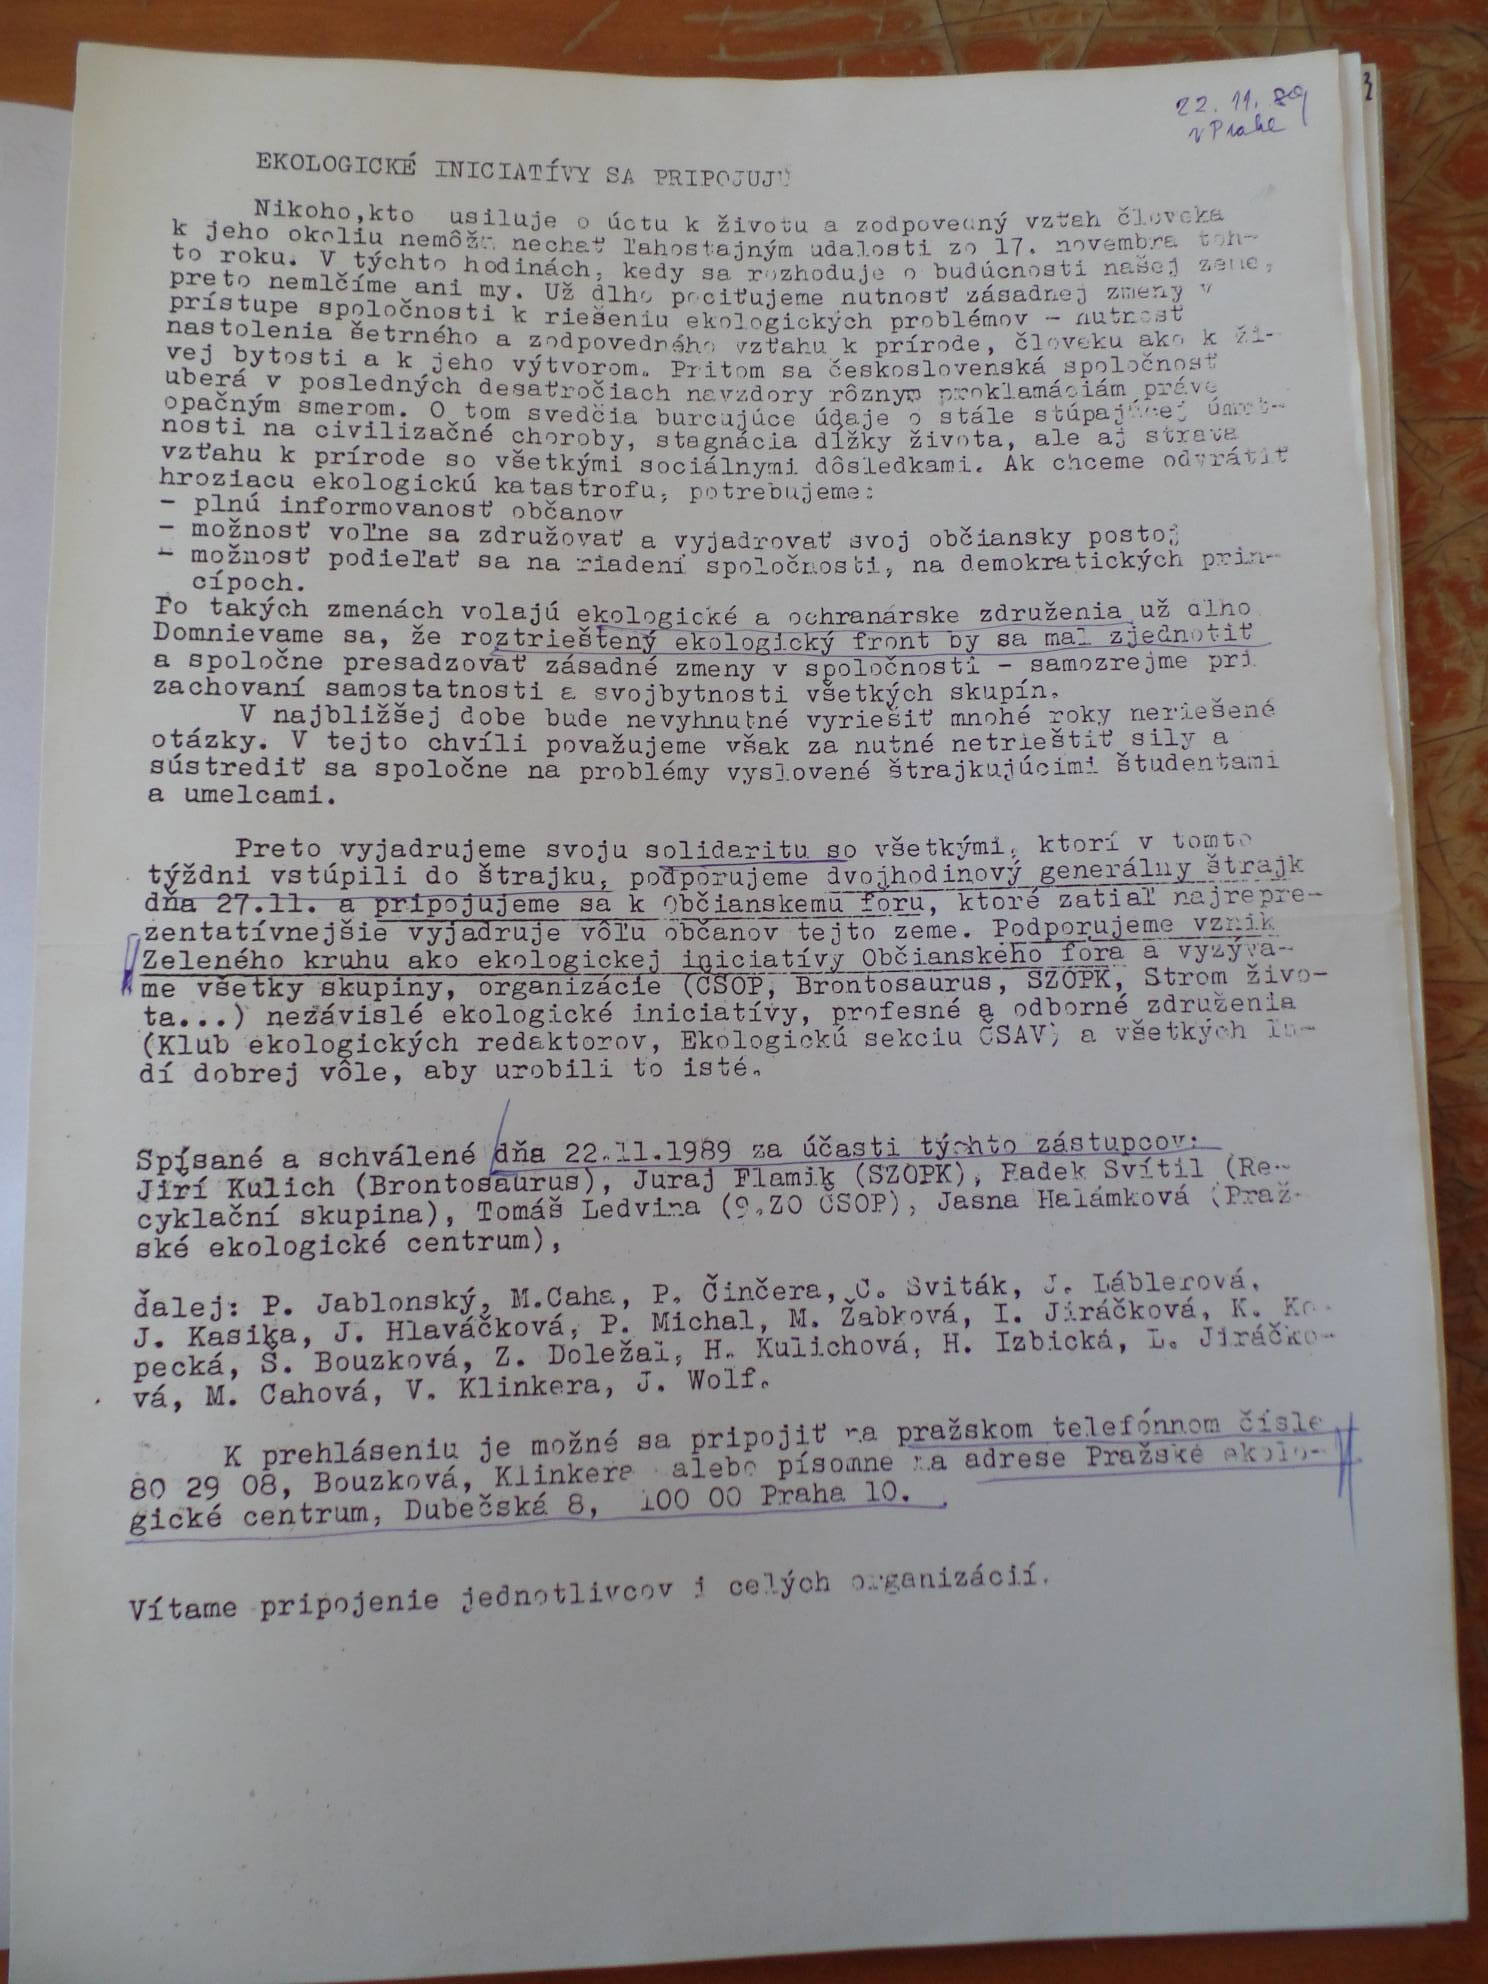 22. 11. 89
v Prahe
EKOLOGICKÉ INICIATÍVY SA PRIPOJUJÚ
Nikoho,kto usiluje o úctu k životu a zodpovedný vzťah človeka
k jeho okoliu nemôžu nechať ľahostajným udalosti zo 17. novembra toh-
to roku. V týchto hodinách, kedy sa rozhoduje o budúcnosti našej zeme,
preto nemlčíme ani my. Už dlho pociťujeme nutnosť zásadnej zmeny v
prístupe spoločnosti k riešeniu ekologických problémov - nutnosť
nastolenia šetrného a zodpovedného vzťahu k prírode, človeku ako k ži-
vej bytosti a k jeho výtvorom. Pritom sa československá spoločnosť
uberá v posledných desaťročiach navzdory rôznym proklamáciám práve
opačným smerom. O tom svedčia burcujúce údaje o stále stúpajúcej úmrt-
nosti na civilizačné choroby, stagnácia dĺžky života, ale aj strata
vzťahu k prírode so všetkými sociálnymi dôsledkami. Ak chceme odvrátiť
hroziacu ekologickú katastrofu, potrebujeme:
- plnú informovanosť občanov
- možnosť voľne sa združovať a vyjadrovať svoj občiansky postoj
- možnosť podieľať sa na riadení spoločnosti, na demokratických prin-
cípoch.
Po takých zmenách volajú ekologické a ochranárske združenia už dlho
Domnievame sa, že roztrieštený ekologický front by sa mal zjednotiť
a spoločne presadzovať zásadné zmeny v spoločnosti - samozrejme pri
zachovaní samostatnosti a svojbytnosti všetkých skupín.
V najbližšej dobe bude nevyhnutné vyriešiť mnohé roky neriešené
otázky. V tejto chvíli považujeme však za nutné netrieštiť sily a
sústrediť sa spoločne na problémy vyslovené štrajkujúcimi študentami
a umelcami.
Preto vyjadrujeme svoju solidaritu so všetkými, ktorí v tomto
týždni vstúpili do štrajku, podporujeme dvojhodinový generálny štrajk
dňa 27.11. a pripojujeme sa k Občianskemu fóru, ktoré zatiaľ najrepre-
zentatívnejšie vyjadruje vôľu občanov tejto zeme. Podporujeme vznik
Zeleného kruhu ako ekologickej iniciatívy Občianského fóra a vyzýva-
me všetky skupiny, organizácie (ČSOP, Brontosaurus, SZOPK, Strom živo-
ta...) nezávislé ekologické iniciatívy, profesné a odborné združenia
(Klub ekologických redaktorov, Ekologickú sekciu ČSAV) a všetkých ľu-
dí dobrej vôle, aby urobili to isté.
Spísané a schválené dňa 22.11.1989 za účasti týchto zástupcov:
Jiří Kulich (Brontosaurus), Juraj Flamik (SZOPK), Radek Svítil (Re-
cyklační skupina), Tomáš Ledvina (9.ZO ČSOP), Jasna Halámková (Praž-
ské ekologické centrum),
ďalej: P. Jablonský, M.Caha, P. Činčera, C. Sviták, J. Láblerová,
J. Kasika, J. Hlaváčková, P. Michal, M. Žabková, I. Jiráčková, K. Ko-
pecká, Š. Bouzková, Z. Doležal, H. Kulichová, H. Izbická, L. Jiráčko-
vá, M. Cahová, V. Klinkera, J. Wolf.
K prehláseniu je možné sa pripojiť na pražskom telefónnom čísle
80 29 08, Bouzková, Klinkera alebo písomne na adrese Pražské ekolo-
gické centrum, Dubečská 8, 100 00 Praha 10.
Vítame pripojenie jednotlivcov i celých organizácií.